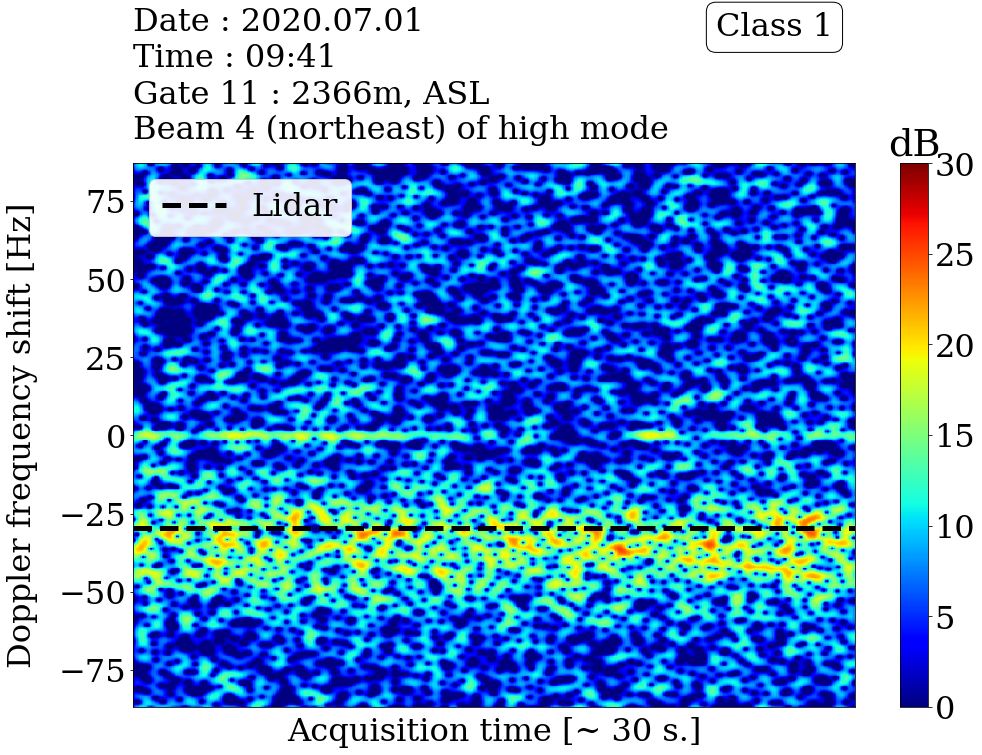 Date : 2020.07.01
Time : 09:41
Gate 11 : 2366m, ASL
Beam 4 (northeast) of high mode
Class 1
dB
Lidar
Doppler frequency shift [Hz]
75
50
25
0
−25
−50
−75
30
25
20
15
10
5
0
Acquisition time [~ 30 s.]